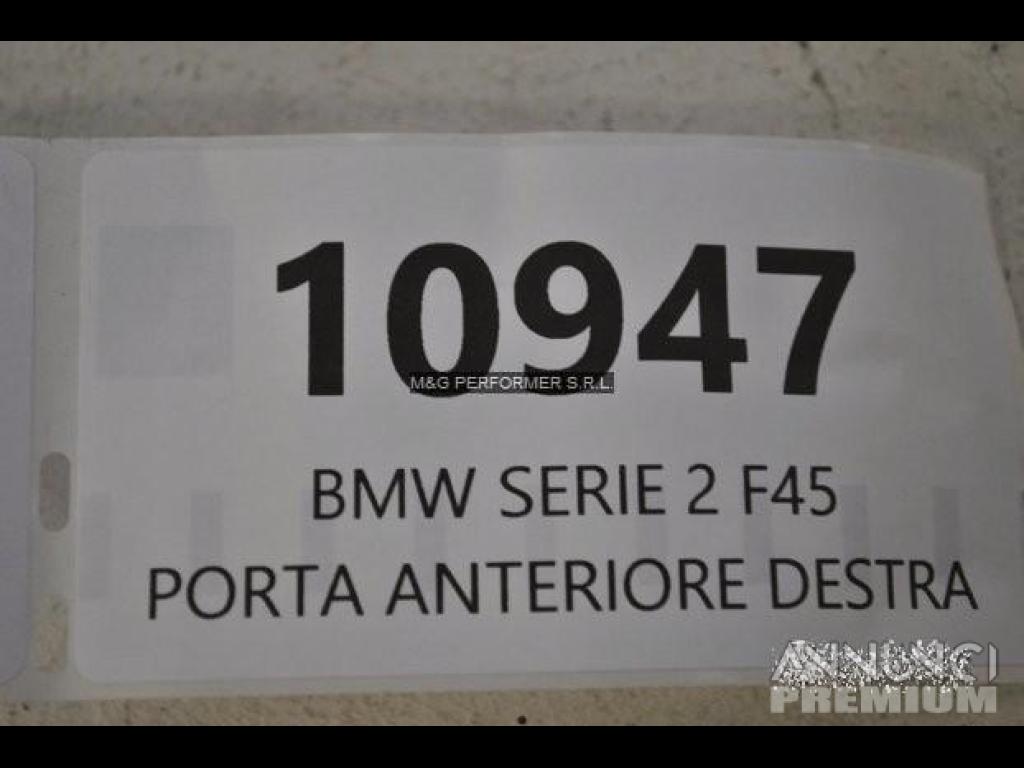 10947
M&G PERFORMER S.R.L.
BMW SERIE 2 F45
PORTA ANTERIORE DESTRA
ANNUNCI
PREMIUM